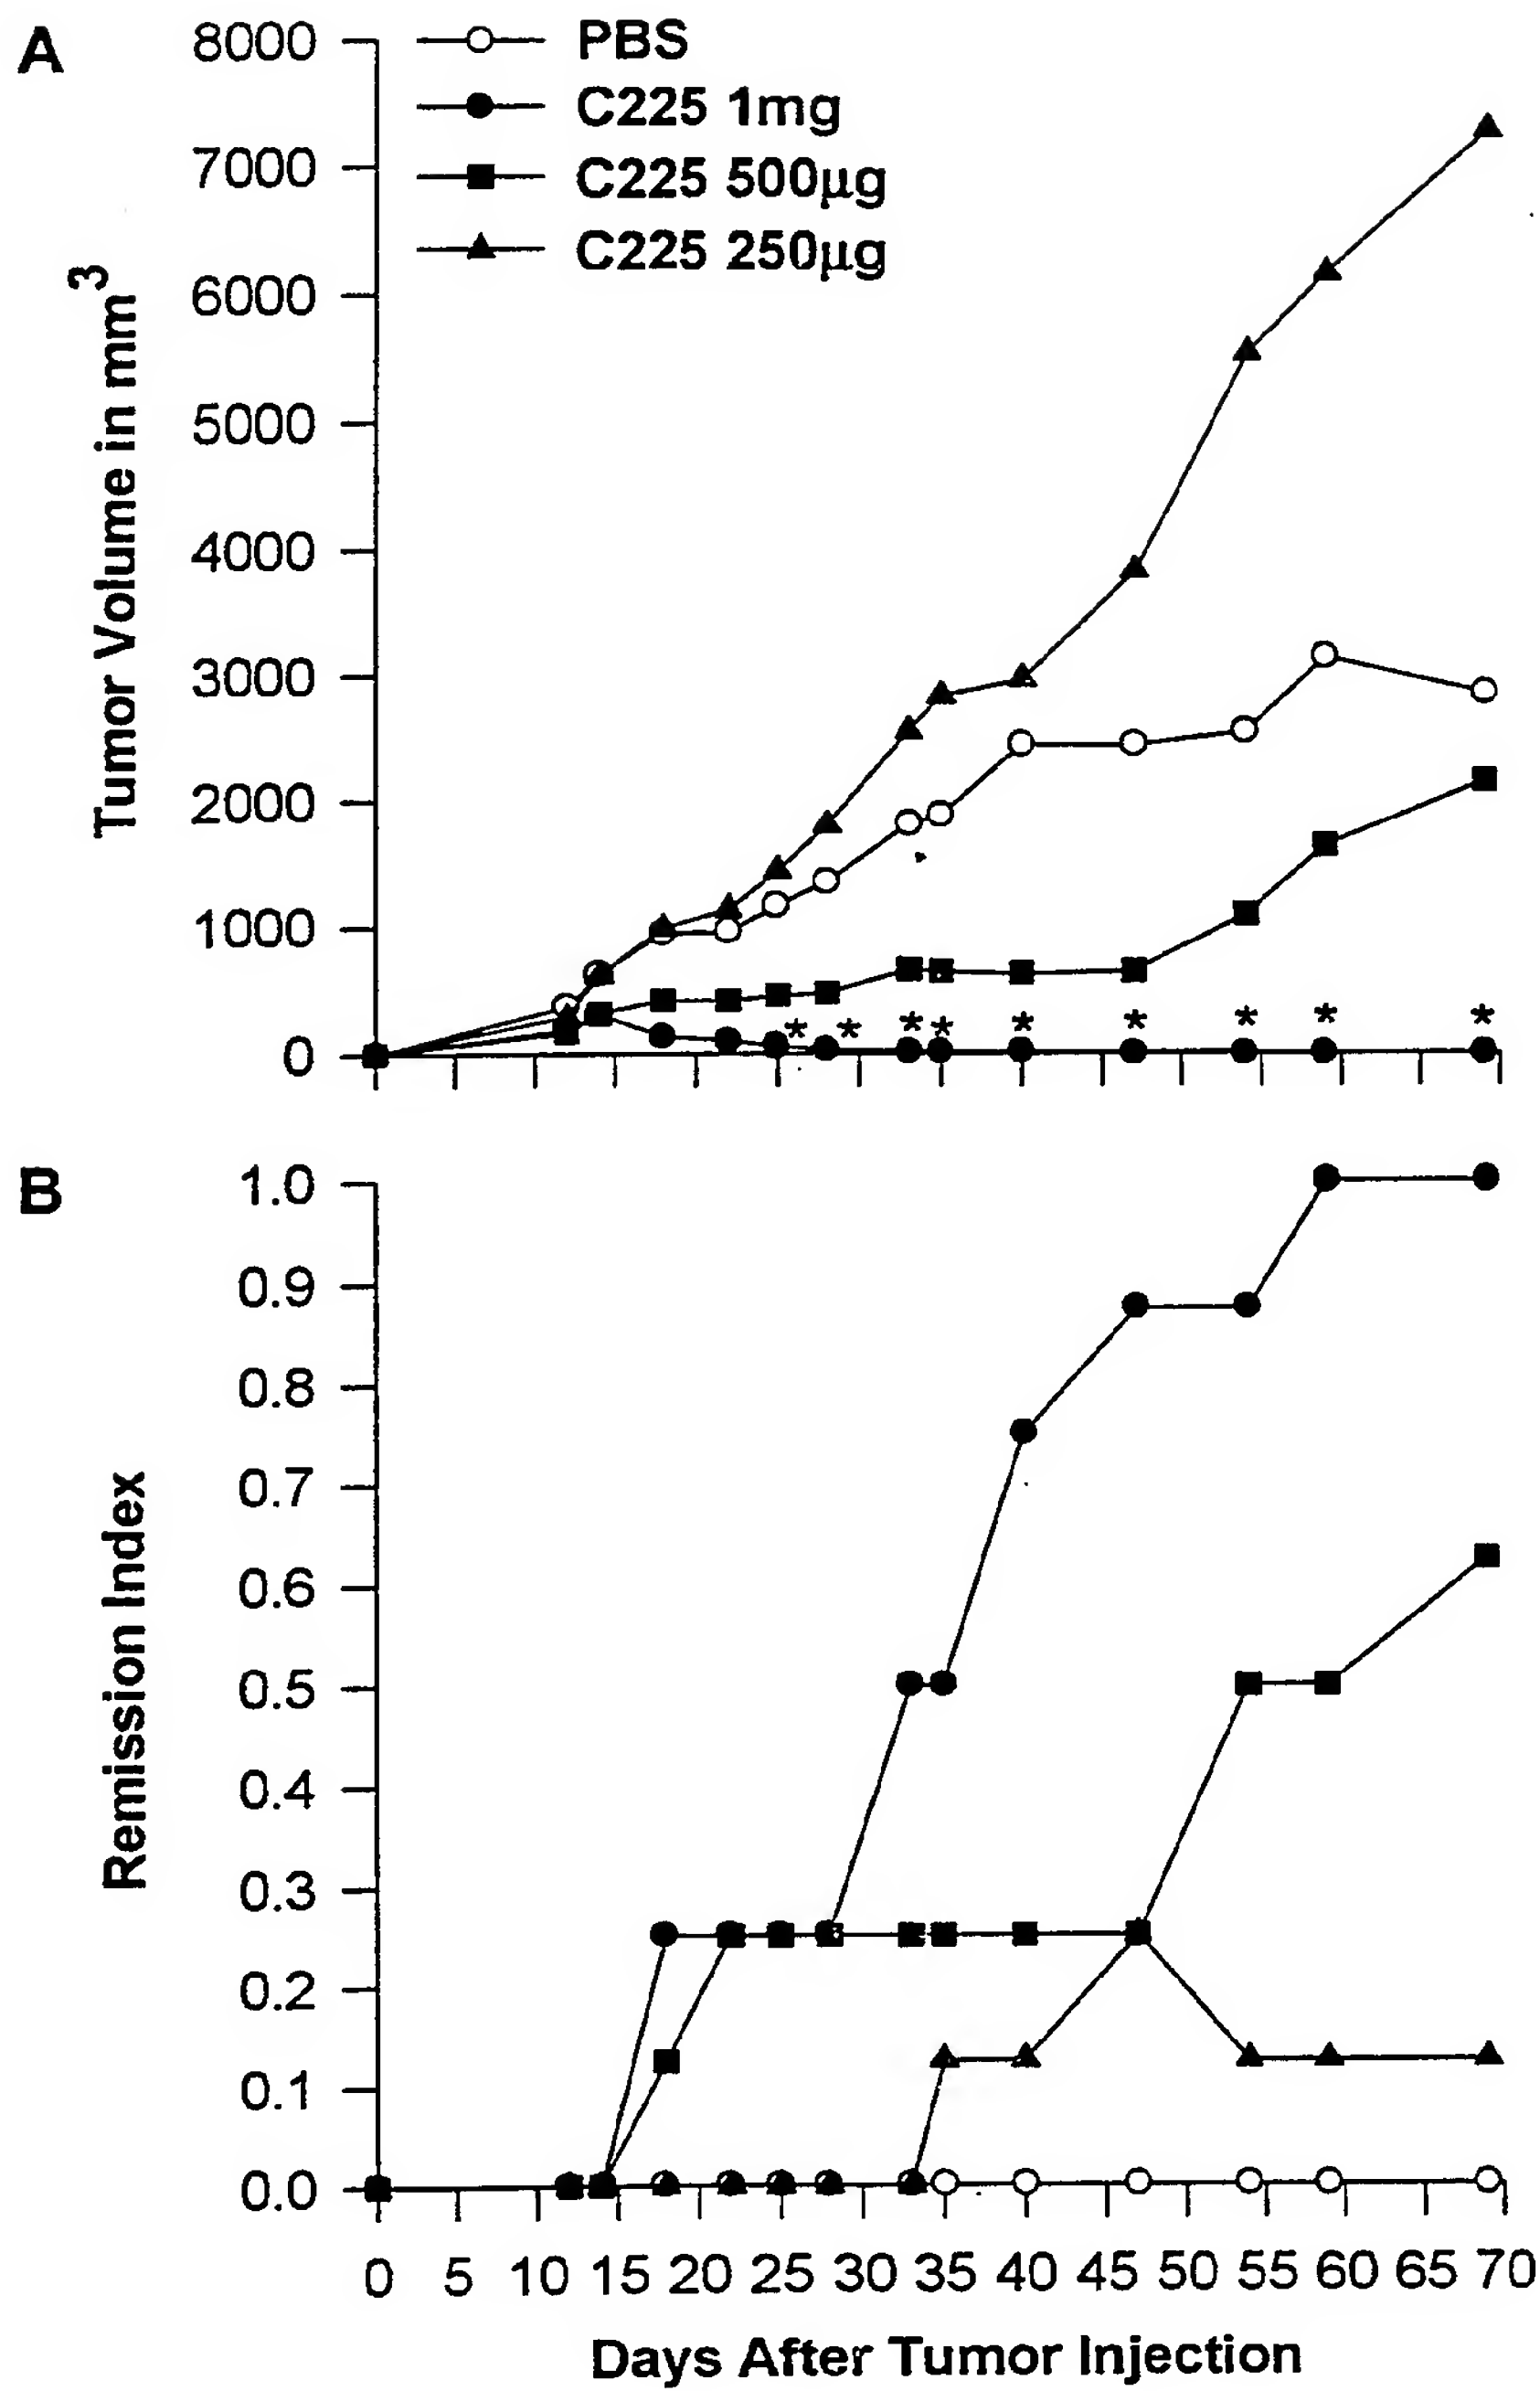 A
PBS
C225 1mg
C225 500µg
C225 250µg
Tumor Volume in mm3
8000
7000
6000
5000
4000
3000
2000
1000
0
* * * * * * * * *
B
Remission Index
1.0
0.9
0.8
0.7
0.6
0.5
0.4
0.3
0.2
0.1
0.0
0 5 10 15 20 25 30 35 40 45 50 55 60 65 70
Days After Tumor Injection